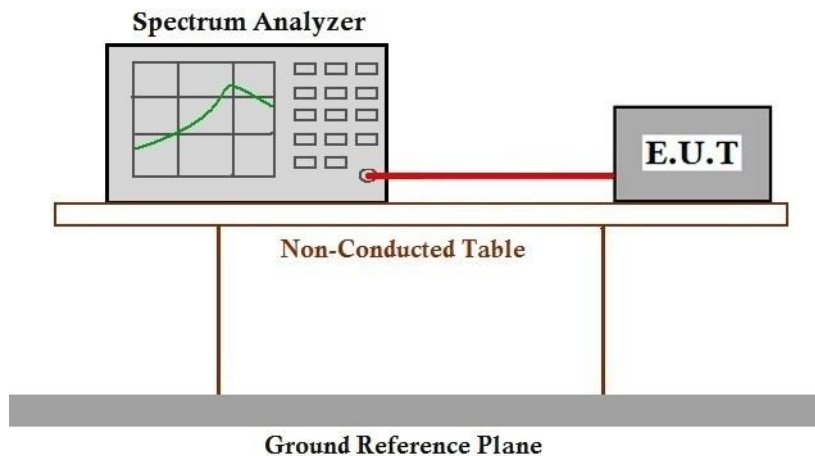 Spectrum Analyzer
E.U.T
Non-Conducted Table
Ground Reference Plane